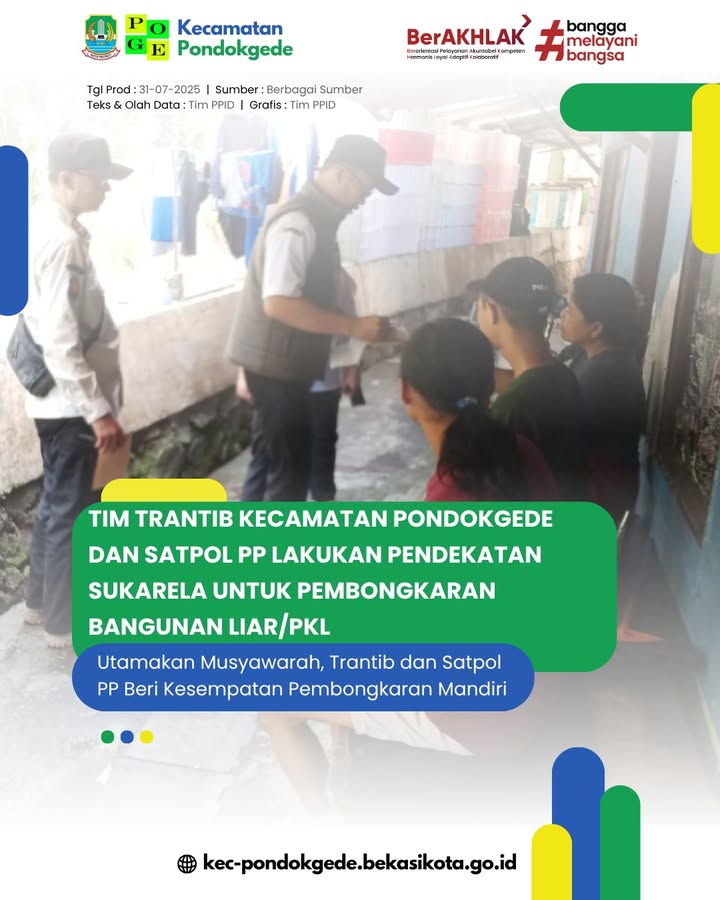 PO
GE
Kecamatan
Pondokgede
BerAKHLAK
Berorientasi Pelayanan Akuntabel Kompeten
Harmonis Loyal Adaptif Kolaboratif
#bangga
melayani
bangsa
Tgl Prod : 31-07-2025 | Sumber : Berbagai Sumber
Teks & Olah Data : Tim PPID | Grafis : Tim PPID
TIM TRANTIB KECAMATAN PONDOKGEDE
DAN SATPOL PP LAKUKAN PENDEKATAN
SUKARELA UNTUK PEMBONGKARAN
BANGUNAN LIAR/PKL
Utamakan Musyawarah, Trantib dan Satpol
PP Beri Kesempatan Pembongkaran Mandiri
kec-pondokgede.bekasikota.go.id